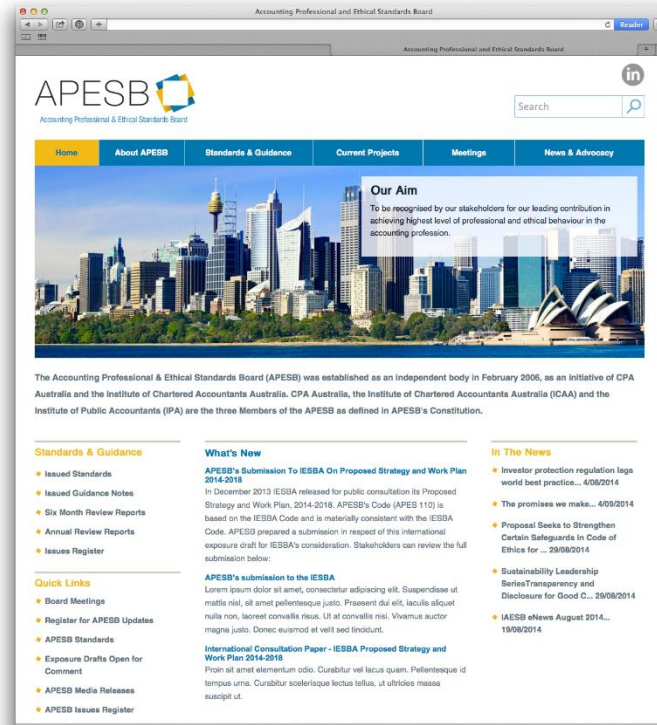 Accounting Professional and Ethical Standards Board
Reader
Accounting Professional and Ethical Standards Board
APESB
Accounting Professional & Ethical Standards Board
in
Search
Home
About APESB
Standards & Guidance
Current Projects
Meetings
News & Advocacy
Our Aim
To be recognised by our stakeholders for our leading contribution in
achieving highest level of professional and ethical behaviour in the
accounting profession.
The Accounting Professional & Ethical Standards Board (APESB) was established as an independent body in February 2006, as an initiative of CPA
Australia and the Institute of Chartered Accountants Australia. CPA Australia, the Institute of Chartered Accountants Australia (ICAA) and the
Institute of Public Accountants (IPA) are the three Members of the APESB as defined in APESB's Constitution.
Standards & Guidance
Issued Standards
Issued Guidance Notes
Six Month Review Reports
Annual Review Reports
Issues Register
Quick Links
Board Meetings
Register for APESB Updates
APESB Standards
Exposure Drafts Open for
Comment
APESB Media Releases
APESB Issues Register
What's New
APESB's Submission To IESBA On Proposed Strategy and Work Plan
2014-2018
In December 2013 IESBA released for public consultation its Proposed
Strategy and Work Plan, 2014-2018. APESB's Code (APES 110) is
based on the IESBA Code and is materially consistent with the IESBA
Code. APESB prepared a submission in respect of this international
exposure draft for IESBA's consideration. Stakeholders can review the full
submission below:
APESB's submission to the IESBA
Lorem ipsum dolor sit amet, consectetur adipiscing elit. Suspendisse ut
mattis nisl, sit amet pellentesque justo. Praesent dui elit, iaculis aliquet
nulla non, laoreet convallis risus. Ut at convallis nisi. Vivamus auctor
magna justo. Donec euismod et velit sed tincidunt.
International Consultation Paper - IESBA Proposed Strategy and
Work Plan 2014-2018
Proin sit amet elementum odio. Curabitur vel lacus quam. Pellentesque id
tempus urna. Curabitur scelerisque lectus tellus, ut ultricies massa
suscipit ut.
In The News
Investor protection regulation lags
world best practice... 4/08/2014
The promises we make... 4/09/2014
Proposal Seeks to Strengthen
Certain Safeguards in Code of
Ethics for ... 29/08/2014
Sustainability Leadership
SeriesTransparency and
Disclosure for Good C... 29/08/2014
IAESB eNews August 2014...
19/08/2014